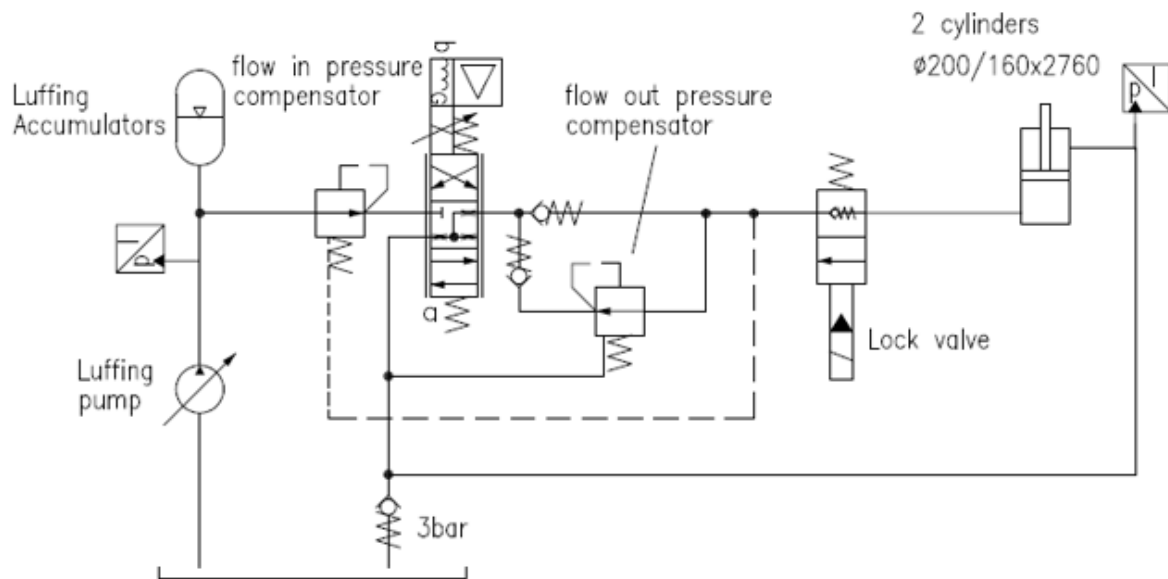 2 cylinders
Ø200/160x2760
Luffing
Accumulators
flow in pressure
compensator
b
G
flow out pressure
compensator
p
p
a
Lock valve
Luffing
pump
3bar